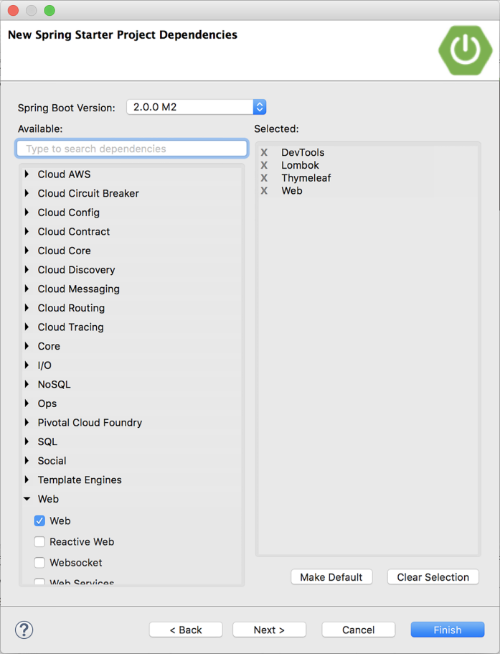 New Spring Starter Project Dependencies
Spring Boot Version: 2.0.0 M2
Available:
Type to search dependencies
Cloud AWS
Cloud Circuit Breaker
Cloud Config
Cloud Contract
Cloud Core
Cloud Discovery
Cloud Messaging
Cloud Routing
Cloud Tracing
Core
I/O
NoSQL
Ops
Pivotal Cloud Foundry
SQL
Social
Template Engines
Web
Web
Reactive Web
Websocket
Web Services
Selected:
X DevTools
X Lombok
X Thymeleaf
X Web
Make Default Clear Selection
? < Back Next > Cancel Finish